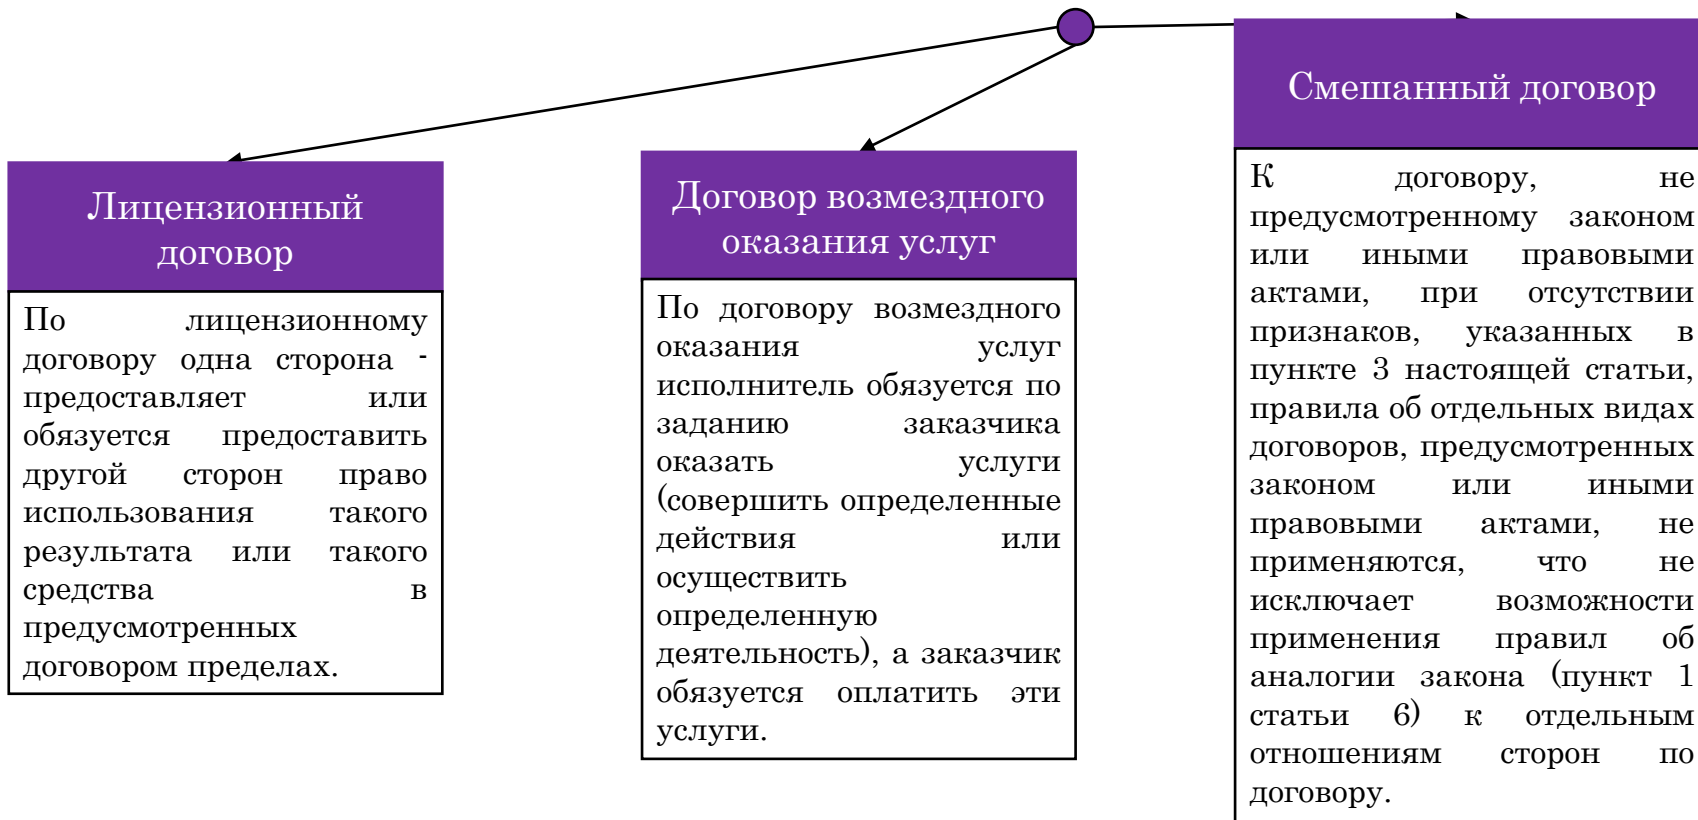 Лицензионный
договор
По лицензионному
договору одна сторона -
предоставляет или
обязуется предоставить
другой сторон право
использования такого
результата или такого
средства в
предусмотренных
договором пределах.
Договор возмездного
оказания услуг
По договору возмездного
оказания услуг
исполнитель обязуется по
заданию заказчика
оказать услуги
(совершить определенные
действия или
осуществить
определенную
деятельность), а заказчик
обязуется оплатить эти
услуги.
Смешанный договор
К договору, не
предусмотренному законом
или иными правовыми
актами, при отсутствии
признаков, указанных в
пункте 3 настоящей статьи,
правила об отдельных видах
договоров, предусмотренных
законом или иными
правовыми актами, не
применяются, что не
исключает возможности
применения правил об
аналогии закона (пункт 1
статьи 6) к отдельным
отношениям сторон по
договору.